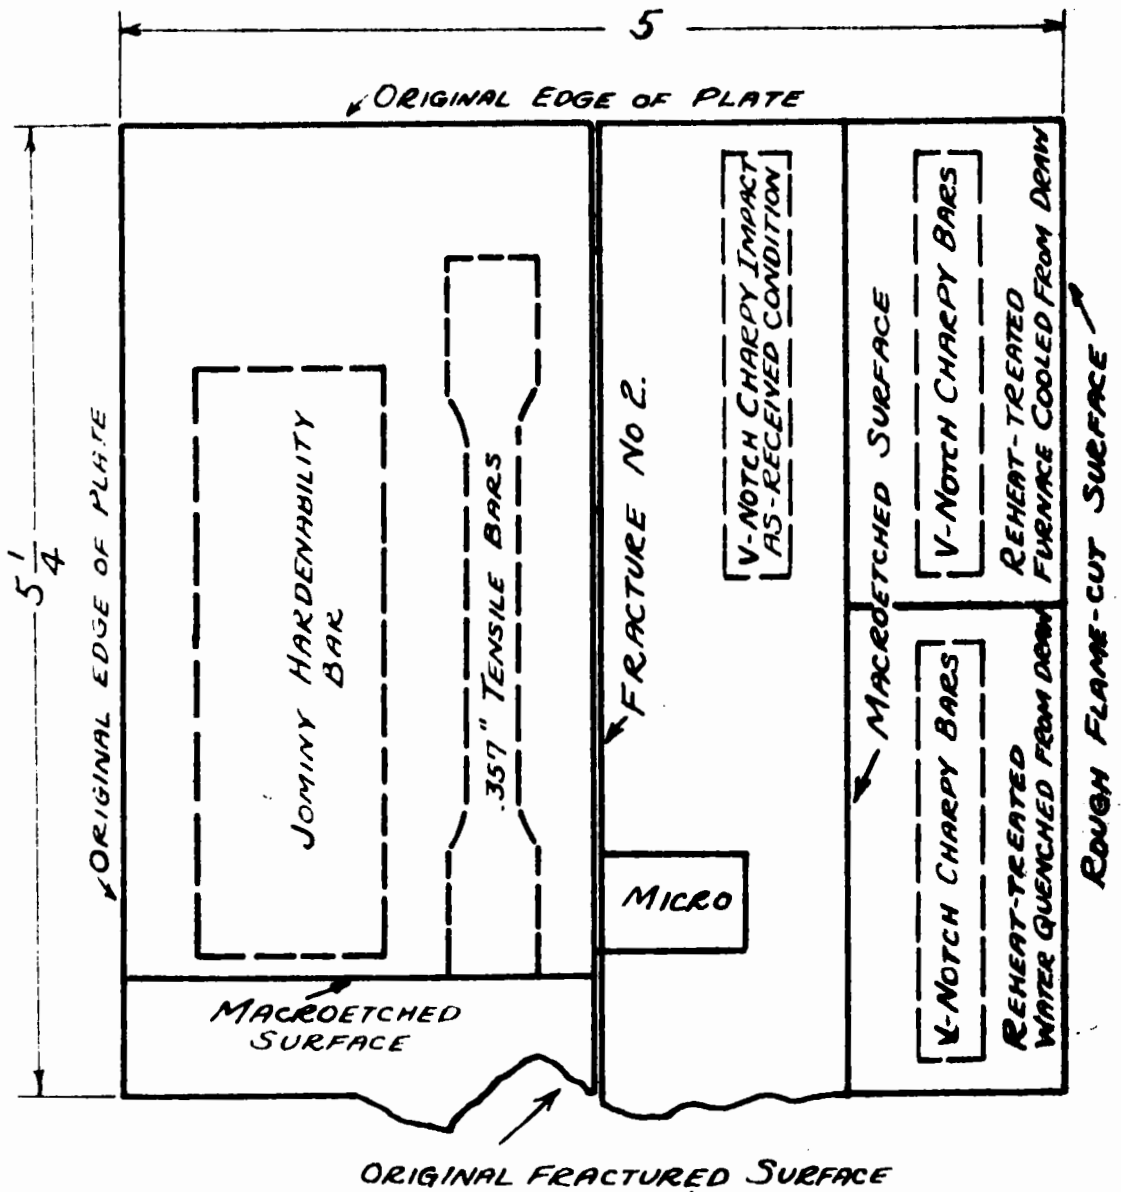 5
ORIGINAL EDGE OF PLATE
5 1/4
ORIGINAL EDGE OF PLATE
JOMINY HARDENABILITY
BAR
.357" TENSILE BARS
FRACTURE NO 2.
V-NOTCH CHARPY IMPACT
AS-RECEIVED CONDITION
MACROETCHED SURFACE
V-NOTCH CHARPY BARS
REHEAT-TREATED
FURNACE COOLED FROM DRAW
V-NOTCH CHARPY BARS
REHEAT-TREATED
WATER QUENCHED FROM DRAW
ROUGH FLAME-CUT SURFACE
MICRO
MACROETCHED
SURFACE
ORIGINAL FRACTURED SURFACE